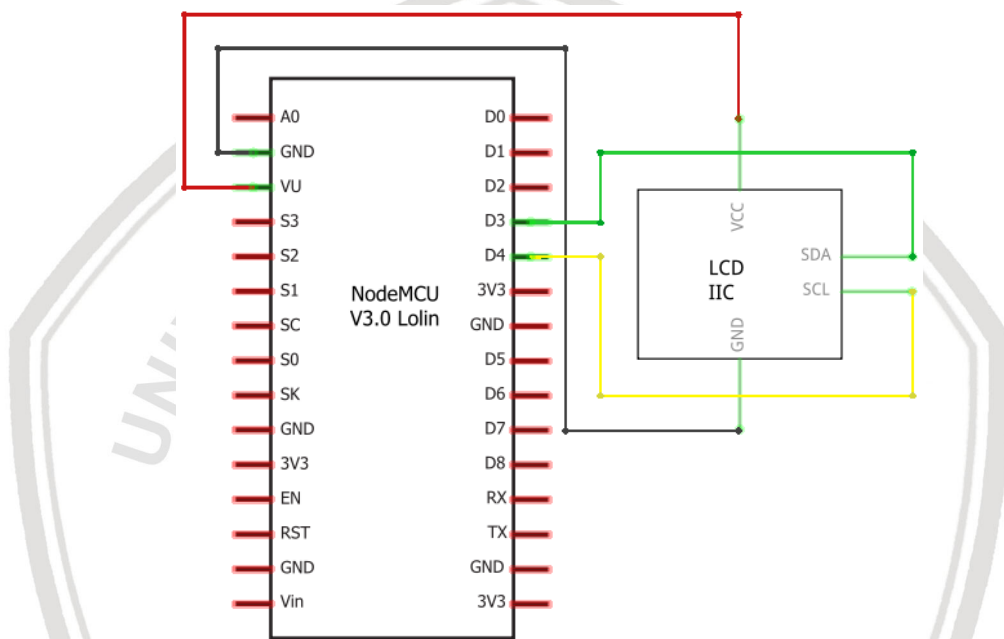 A0
GND
VU
S3
S2
S1
SC
S0
SK
GND
3V3
EN
RST
GND
Vin
NodeMCU
V3.0 Lolin
D0
D1
D2
D3
D4
3V3
GND
D5
D6
D7
D8
RX
TX
GND
3V3
VCC
LCD
IIC
SDA
SCL
GND